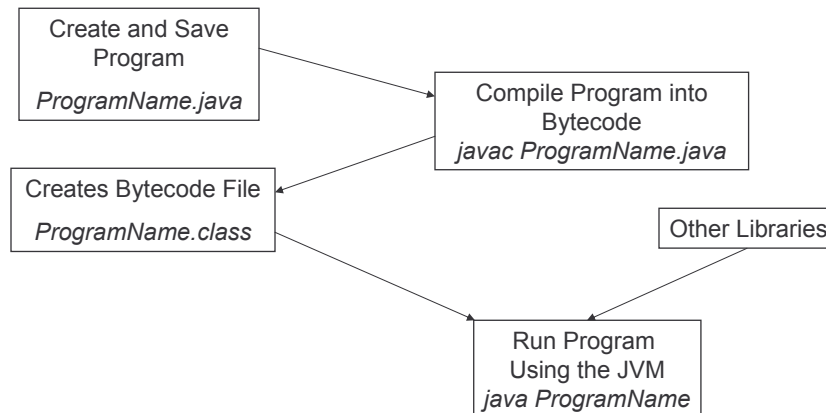 Create and Save
Program
ProgramName.java
Compile Program into
Bytecode
javac ProgramName.java
Creates Bytecode File
ProgramName.class
Other Libraries
Run Program
Using the JVM
java ProgramName